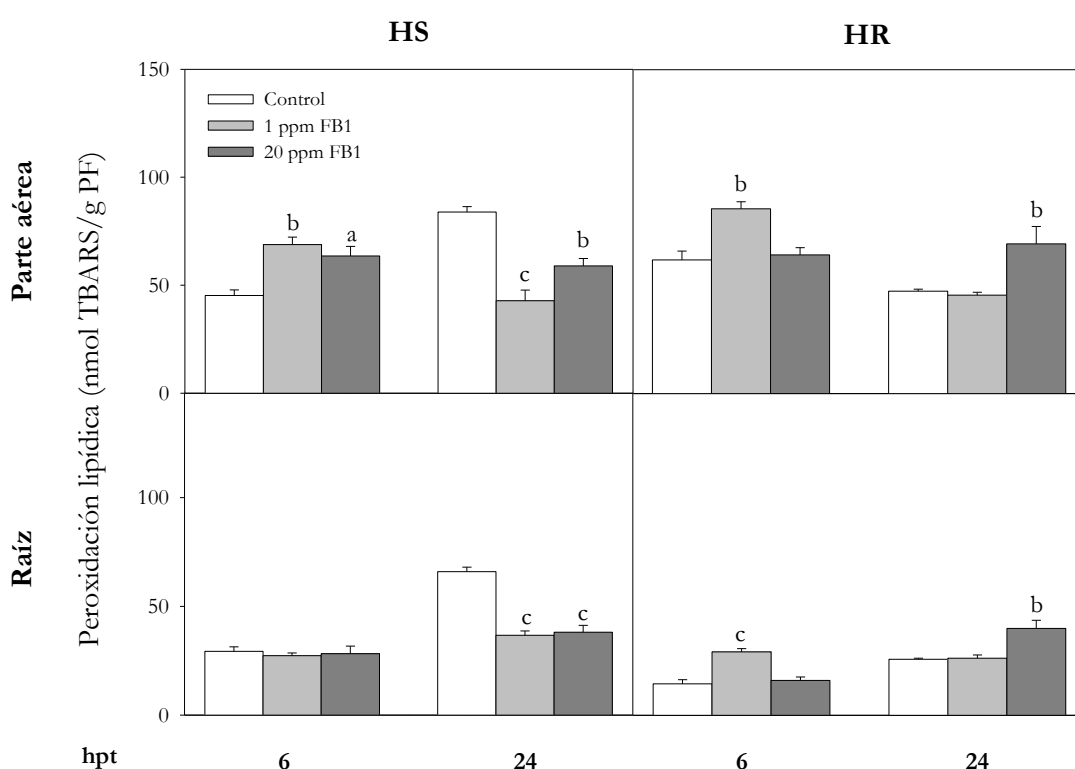 HS
HR
Parte aérea
Raíz
Peroxidación lipídica (nmol TBARS/g PF)
150
100
50
0
Control
1 ppm FB1
20 ppm FB1
b
a
c
b
b
b
100
50
0
c
c
c
b
hpt
6
24
6
24